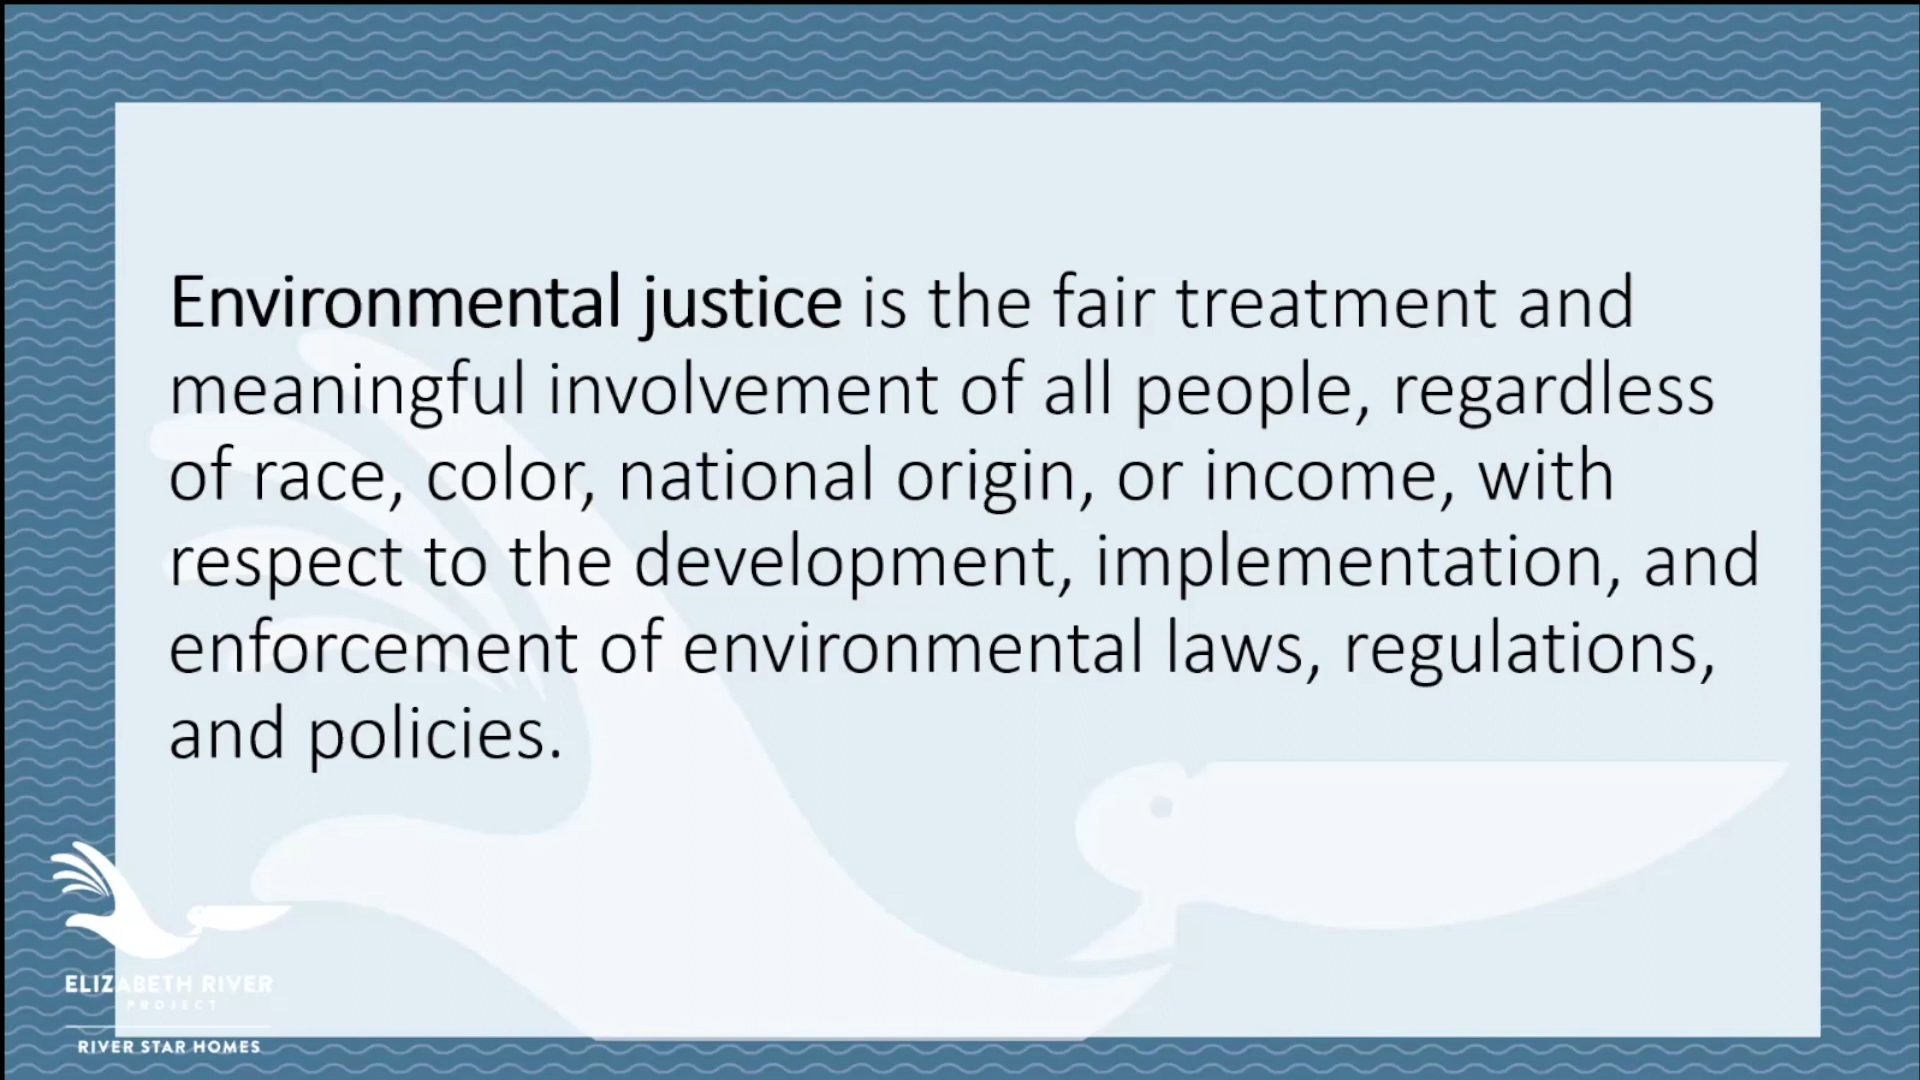 Environmental justice is the fair treatment and
meaningful involvement of all people, regardless
of race, color, national origin, or income, with
respect to the development, implementation, and
enforcement of environmental laws, regulations,
and policies.
ELIZABETH RIVER
PROJECT
RIVER STAR HOMES